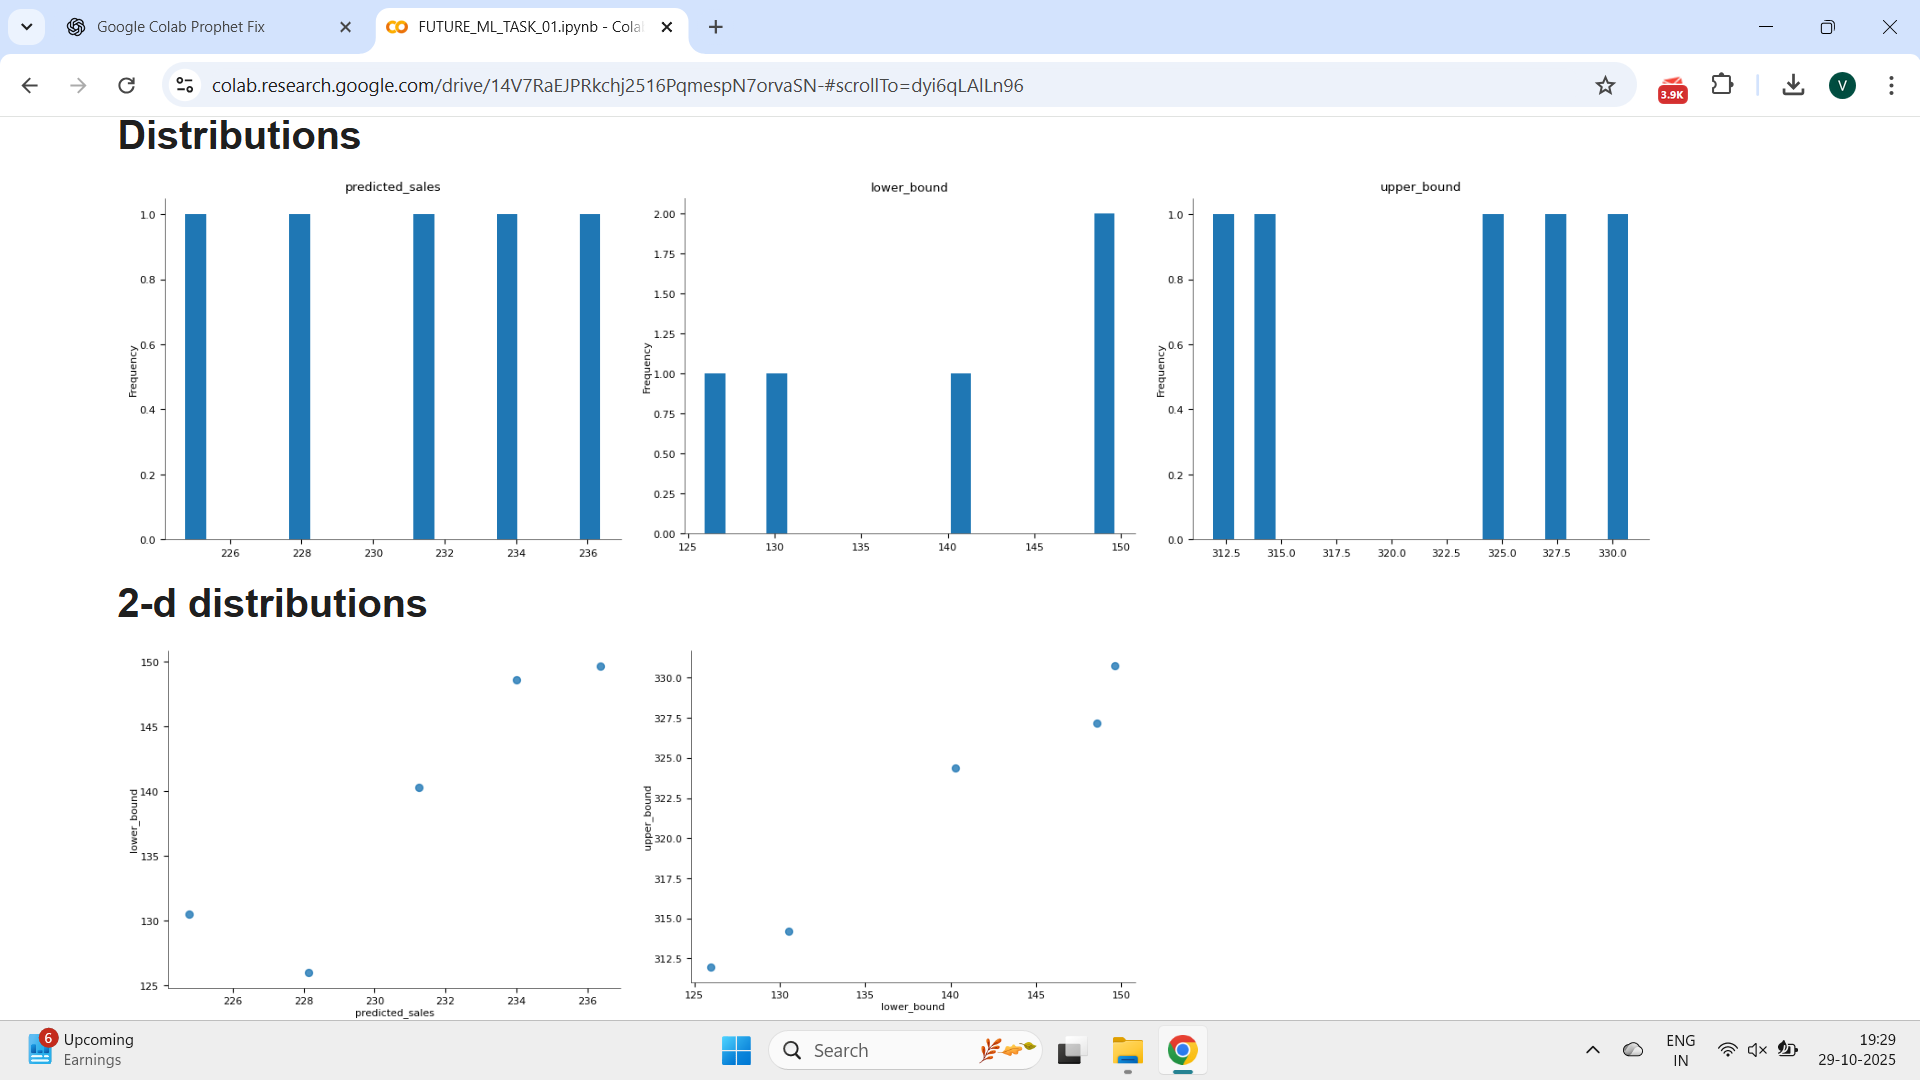 Google Colab Prophet Fix
FUTURE_ML_TASK_01.ipynb - Cola
colab.research.google.com/drive/14V7RaEJPRkchj2516PqmespN7orvaSN-#scrollTo=dyi6qLAlLn96
3.9K
V
Distributions
predicted_sales
1.0
0.8
0.6
0.4
0.2
0.0
Frequency
226 228 230 232 234 236
lower_bound
2.00
1.75
1.50
1.25
1.00
0.75
0.50
0.25
0.00
Frequency
125 130 135 140 145 150
upper_bound
1.0
0.8
0.6
0.4
0.2
0.0
Frequency
312.5 315.0 317.5 320.0 322.5 325.0 327.5 330.0
2-d distributions
150
145
140
135
130
125
lower_bound
226 228 230 232 234 236
predicted_sales
330.0
327.5
325.0
322.5
320.0
317.5
315.0
312.5
upper_bound
125 130 135 140 145 150
lower_bound
6
Upcoming
Earnings
Search
ENG
IN
19:29
29-10-2025